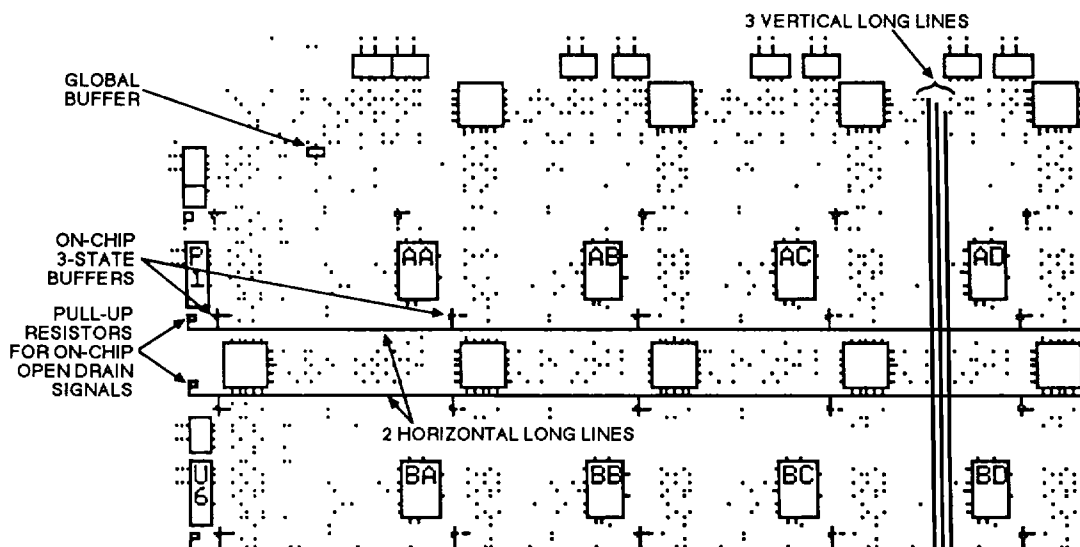 3 VERTICAL LONG LINES
GLOBAL
BUFFER
ON-CHIP
3-STATE
BUFFERS
P
1
AA
AB
AC
AD
PULL-UP
RESISTORS
FOR ON-CHIP
OPEN DRAIN
SIGNALS
2 HORIZONTAL LONG LINES
U
6
BA
BB
BC
BD